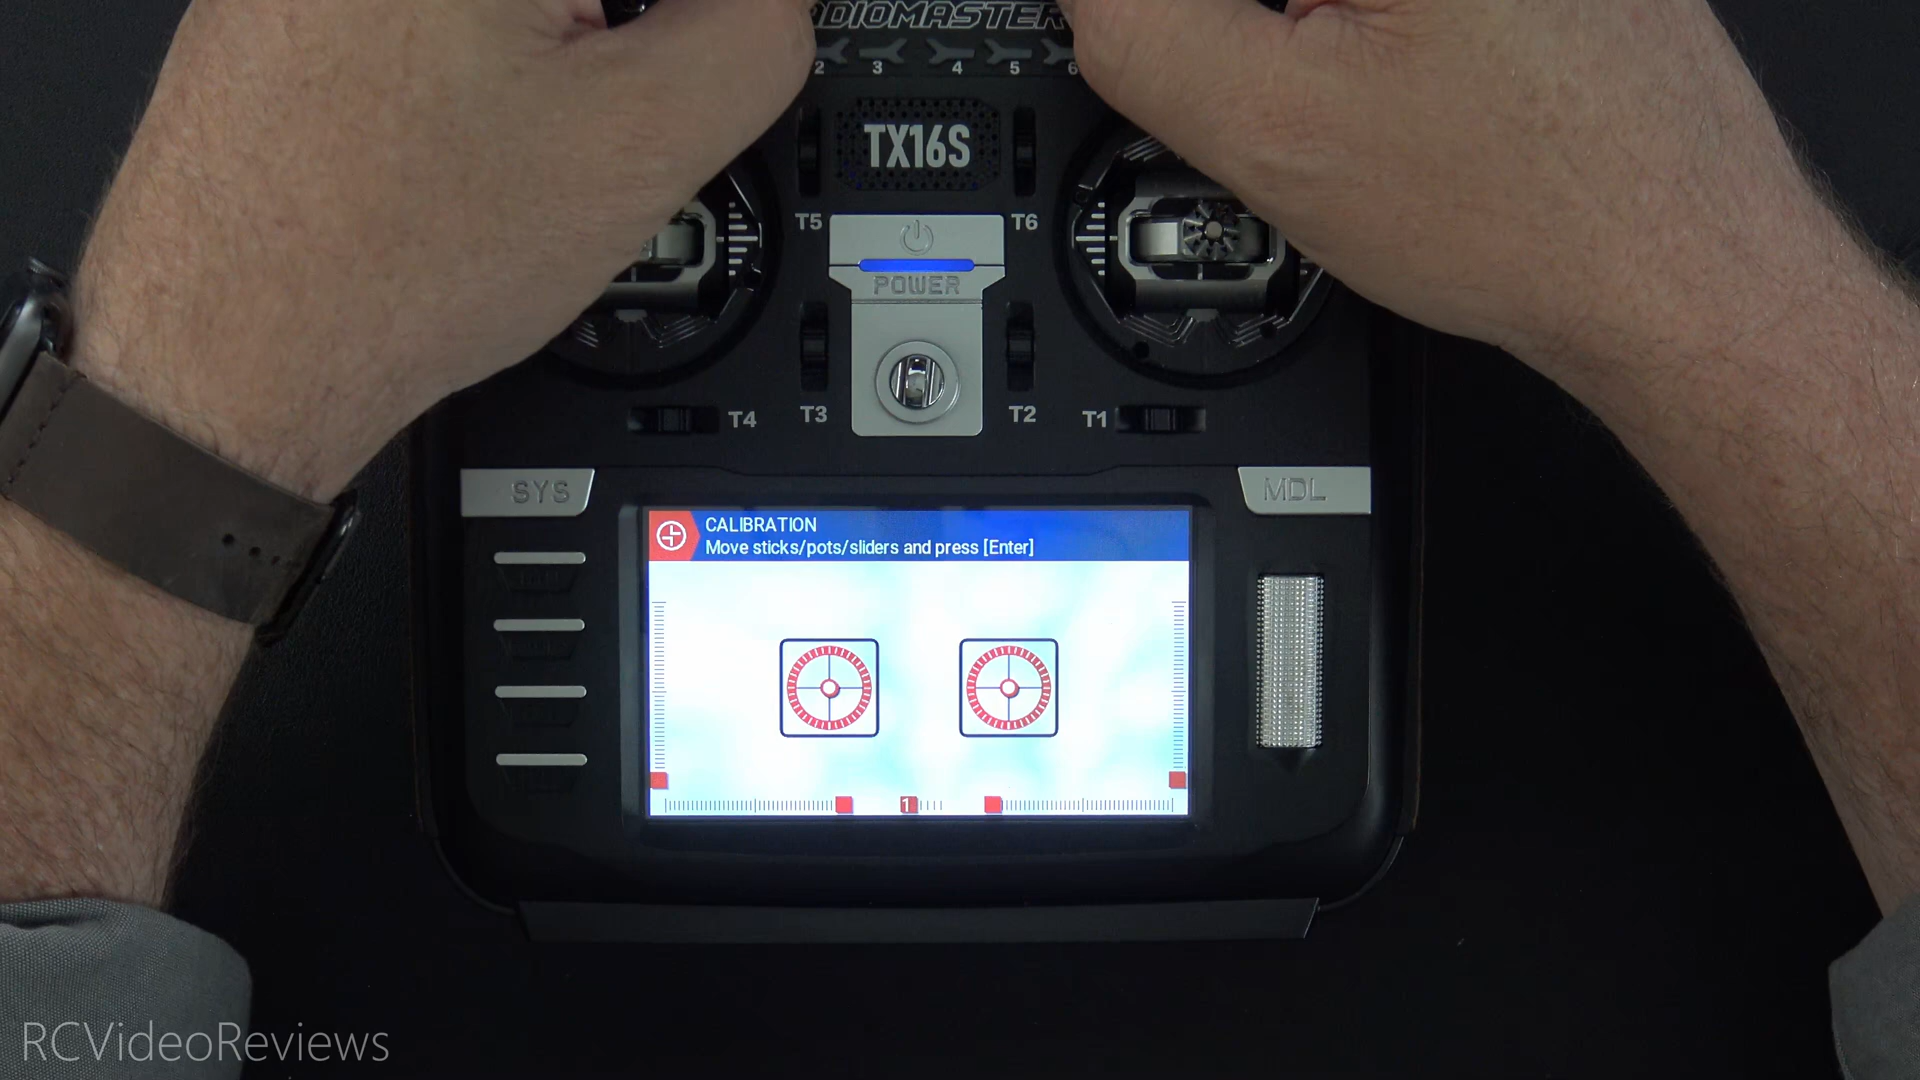 2 3 4 5 6
TX16S
T5 T6
POWER
T4 T3 T2 T1
SYS MDL
CALIBRATION
Move sticks/pots/sliders and press [Enter]
1
RCVideoReviews